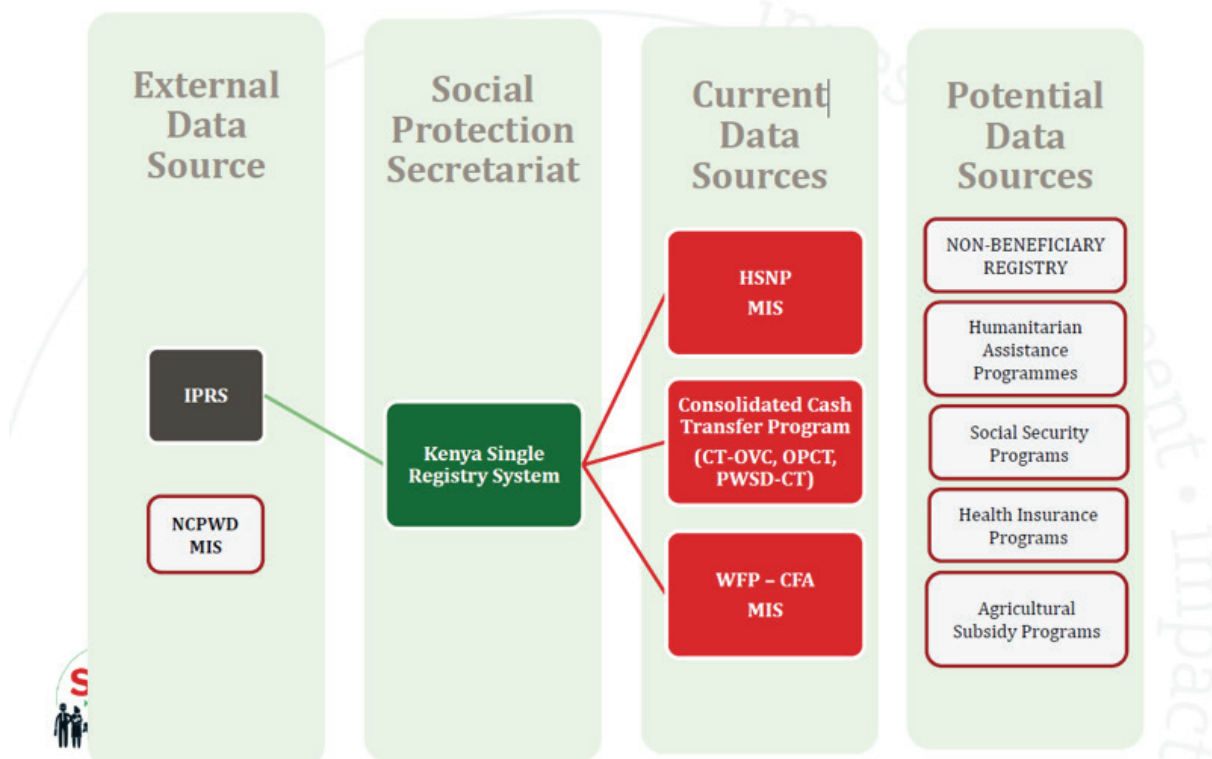 External
Data
Source
IPRS
NCPWD
MIS
Social
Protection
Secretariat
Kenya Single
Registry System
Current
Data
Sources
HSNP
MIS
Consolidated Cash
Transfer Program
(CT-OVC, OPCT,
PWSD-CT)
WFP – CFA
MIS
Potential
Data
Sources
NON-BENEFICIARY
REGISTRY
Humanitarian
Assistance
Programmes
Social Security
Programs
Health Insurance
Programs
Agricultural
Subsidy Programs
S
impact